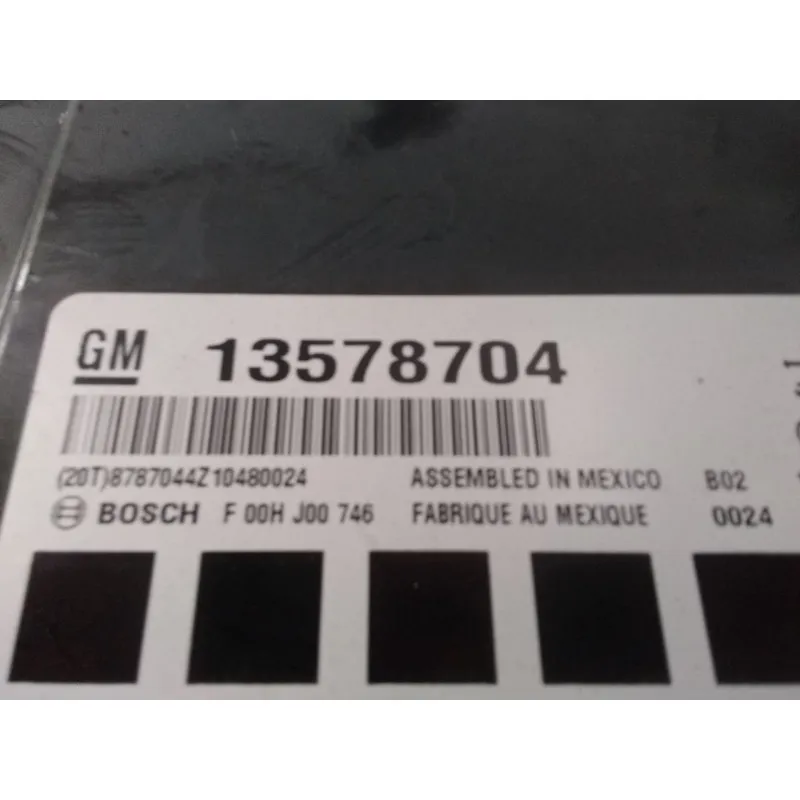 GM 13578704
(20T)8787044Z10480024 ASSEMBLED IN MEXICO B02
BOSCH F 00H J00 746 FABRIQUE AU MEXIQUE 0024